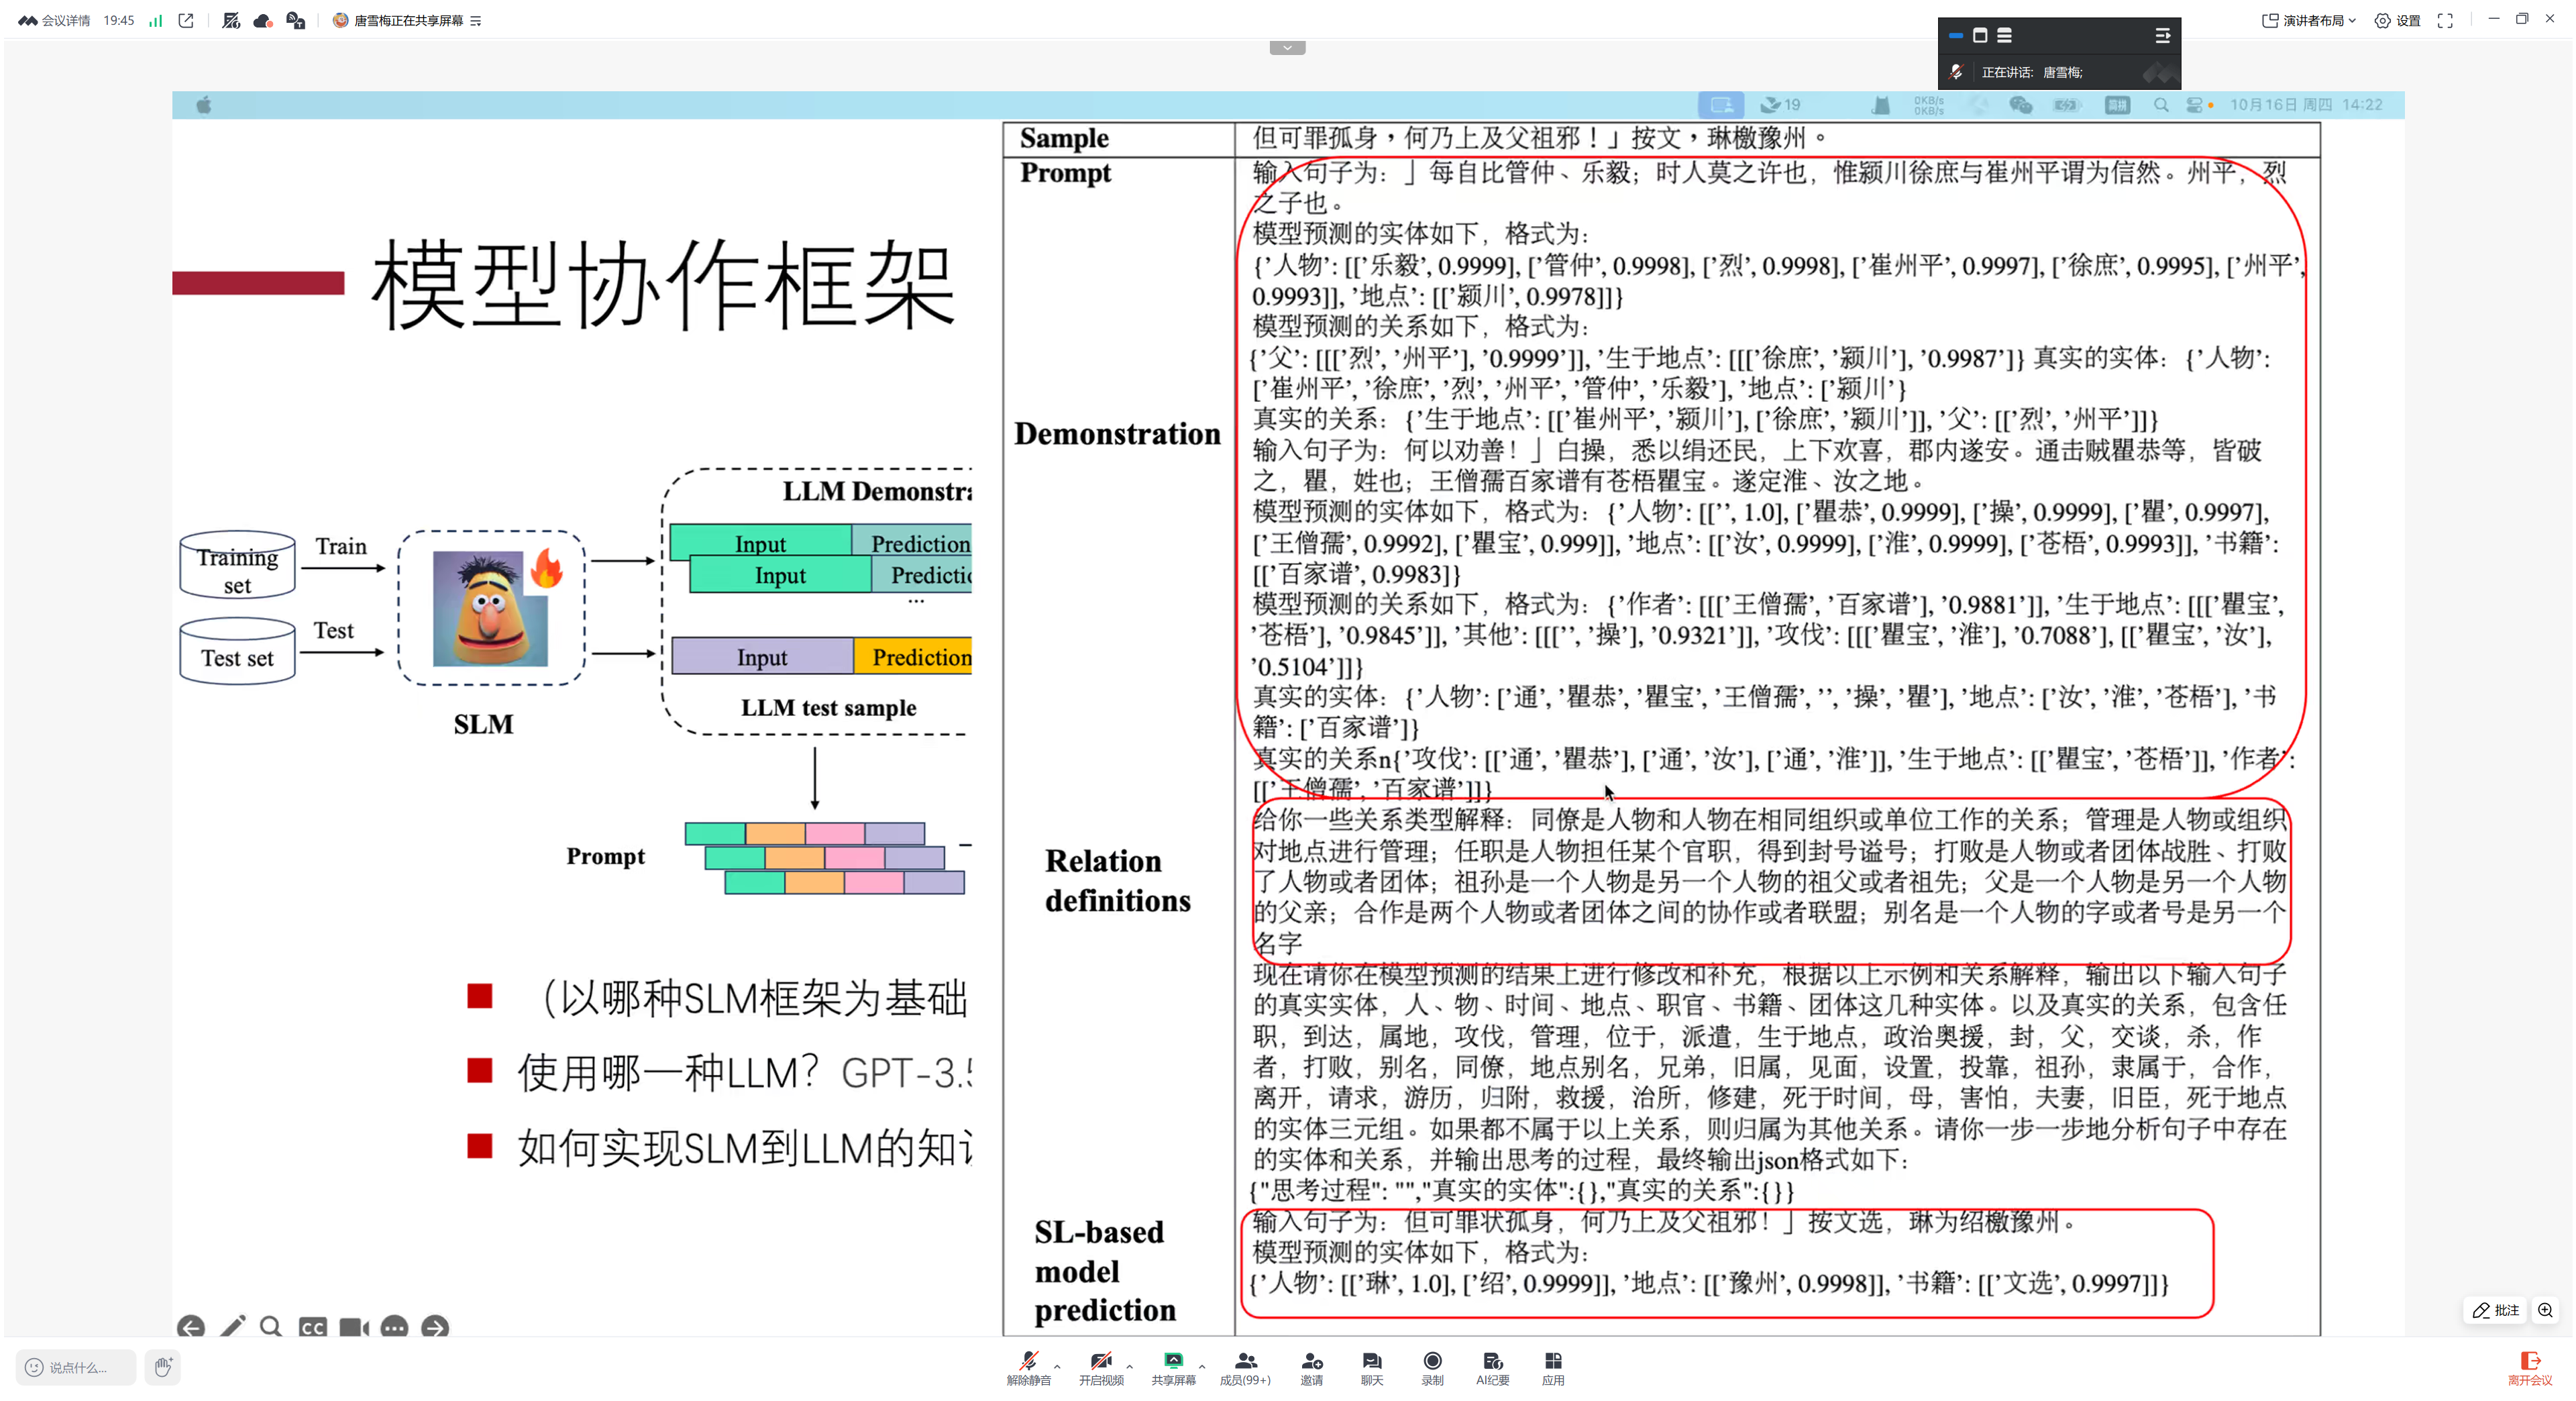 会议详情 19:45 唐雪梅正在共享屏幕
演讲者布局 设置
正在讲话: 唐雪梅;
19 0KB/s 0KB/s 10月16日 周四 14:22
模型协作框架
Training set
Train
Test set
Test
SLM
LLM Demonstra
Input Prediction
Input Predictic
...
Input Prediction
LLM test sample
Prompt
（以哪种SLM框架为基础
使用哪一种LLM？GPT-3.5
如何实现SLM到LLM的知识
Sample
但可罪孤身，何乃上及父祖邪！」按文，琳檄豫州。
Prompt
输入句子为：」每自比管仲、乐毅；时人莫之许也，惟颍川徐庶与崔州平谓为信然。州平，烈
之子也。
模型预测的实体如下，格式为：
{’人物’: [[’乐毅’, 0.9999], [’管仲’, 0.9998], [’烈’, 0.9998], [’崔州平’, 0.9997], [’徐庶’, 0.9995], [’州平’,
0.9993]], ’地点’: [[’颍川’, 0.9978]]}
模型预测的关系如下，格式为：
{’父’: [[[’烈’, ’州平’], ’0.9999’]], ’生于地点’: [[[’徐庶’, ’颍川’], ’0.9987’]]} 真实的实体：{’人物’:
[’崔州平’, ’徐庶’, ’烈’, ’州平’, ’管仲’, ’乐毅’], ’地点’: [’颍川’}
Demonstration
真实的关系：{’生于地点’: [[’崔州平’, ’颍川’], [’徐庶’, ’颍川’]], ’父’: [[’烈’, ’州平’]]}
输入句子为：何以劝善！」白操，悉以绢还民，上下欢喜，郡内遂安。通击贼瞿恭等，皆破
之，瞿，姓也；王僧孺百家谱有苍梧瞿宝。遂定淮、汝之地。
模型预测的实体如下，格式为：{’人物’: [[’’, 1.0], [’瞿恭’, 0.9999], [’操’, 0.9999], [’瞿’, 0.9997],
[’王僧孺’, 0.9992], [’瞿宝’, 0.999]], ’地点’: [[’汝’, 0.9999], [’淮’, 0.9999], [’苍梧’, 0.9993]], ’书籍’:
[[’百家谱’, 0.9983]]}
模型预测的关系如下，格式为：{’作者’: [[[’王僧孺’, ’百家谱’], ’0.9881’]], ’生于地点’: [[[’瞿宝’,
’苍梧’], ’0.9845’]], ’其他’: [[[’’, ’操’], ’0.9321’]], ’攻伐’: [[[’瞿宝’, ’淮’], ’0.7088’], [[’瞿宝’, ’汝’],
’0.5104’]]}
真实的实体：{’人物’: [’通’, ’瞿恭’, ’瞿宝’, ’王僧孺’, ’’, ’操’, ’瞿’], ’地点’: [’汝’, ’淮’, ’苍梧’], ’书
籍’: [’百家谱’]}
真实的关系n{’攻伐’: [[’通’, ’瞿恭’], [’通’, ’汝’], [’通’, ’淮’]], ’生于地点’: [[’瞿宝’, ’苍梧’]], ’作者’:
[[’王僧孺’, ’百家谱’]]}
Relation definitions
给你一些关系类型解释：同僚是人物和人物在相同组织或单位工作的关系；管理是人物或组织
对地点进行管理；任职是人物担任某个官职，得到封号谥号；打败是人物或者团体战胜、打败
了人物或者团体；祖孙是一个人物是另一个人物的祖父或者祖先；父是一个人物是另一个人物
的父亲；合作是两个人物或者团体之间的协作或者联盟；别名是一个人物的字或者号是另一个
名字
现在请你在模型预测的结果上进行修改和补充，根据以上示例和关系解释，输出以下输入句子
的真实实体，人、物、时间、地点、职官、书籍、团体这几种实体。以及真实的关系，包含任
职，到达，属地，攻伐，管理，位于，派遣，生于地点，政治奥援，封，父，交谈，杀，作
者，打败，别名，同僚，地点别名，兄弟，旧属，见面，设置，投靠，祖孙，隶属于，合作，
离开，请求，游历，归附，救援，治所，修建，死于时间，母，害怕，夫妻，旧臣，死于地点
的实体三元组。如果都不属于以上关系，则归属为其他关系。请你一步一步地分析句子中存在
的实体和关系，并输出思考的过程，最终输出json格式如下：
{"思考过程": "","真实的实体":{},"真实的关系":{}}
SL-based model prediction
输入句子为：但可罪状孤身，何乃上及父祖邪！」按文选，琳为绍檄豫州。
模型预测的实体如下，格式为：
{’人物’: [[’琳’, 1.0], [’绍’, 0.9999]], ’地点’: [[’豫州’, 0.9998]], ’书籍’: [[’文选’, 0.9997]]}
CC
批注
说点什么...
解除静音 开启视频 共享屏幕 成员(99+) 邀请 聊天 录制 AI纪要 应用
离开会议